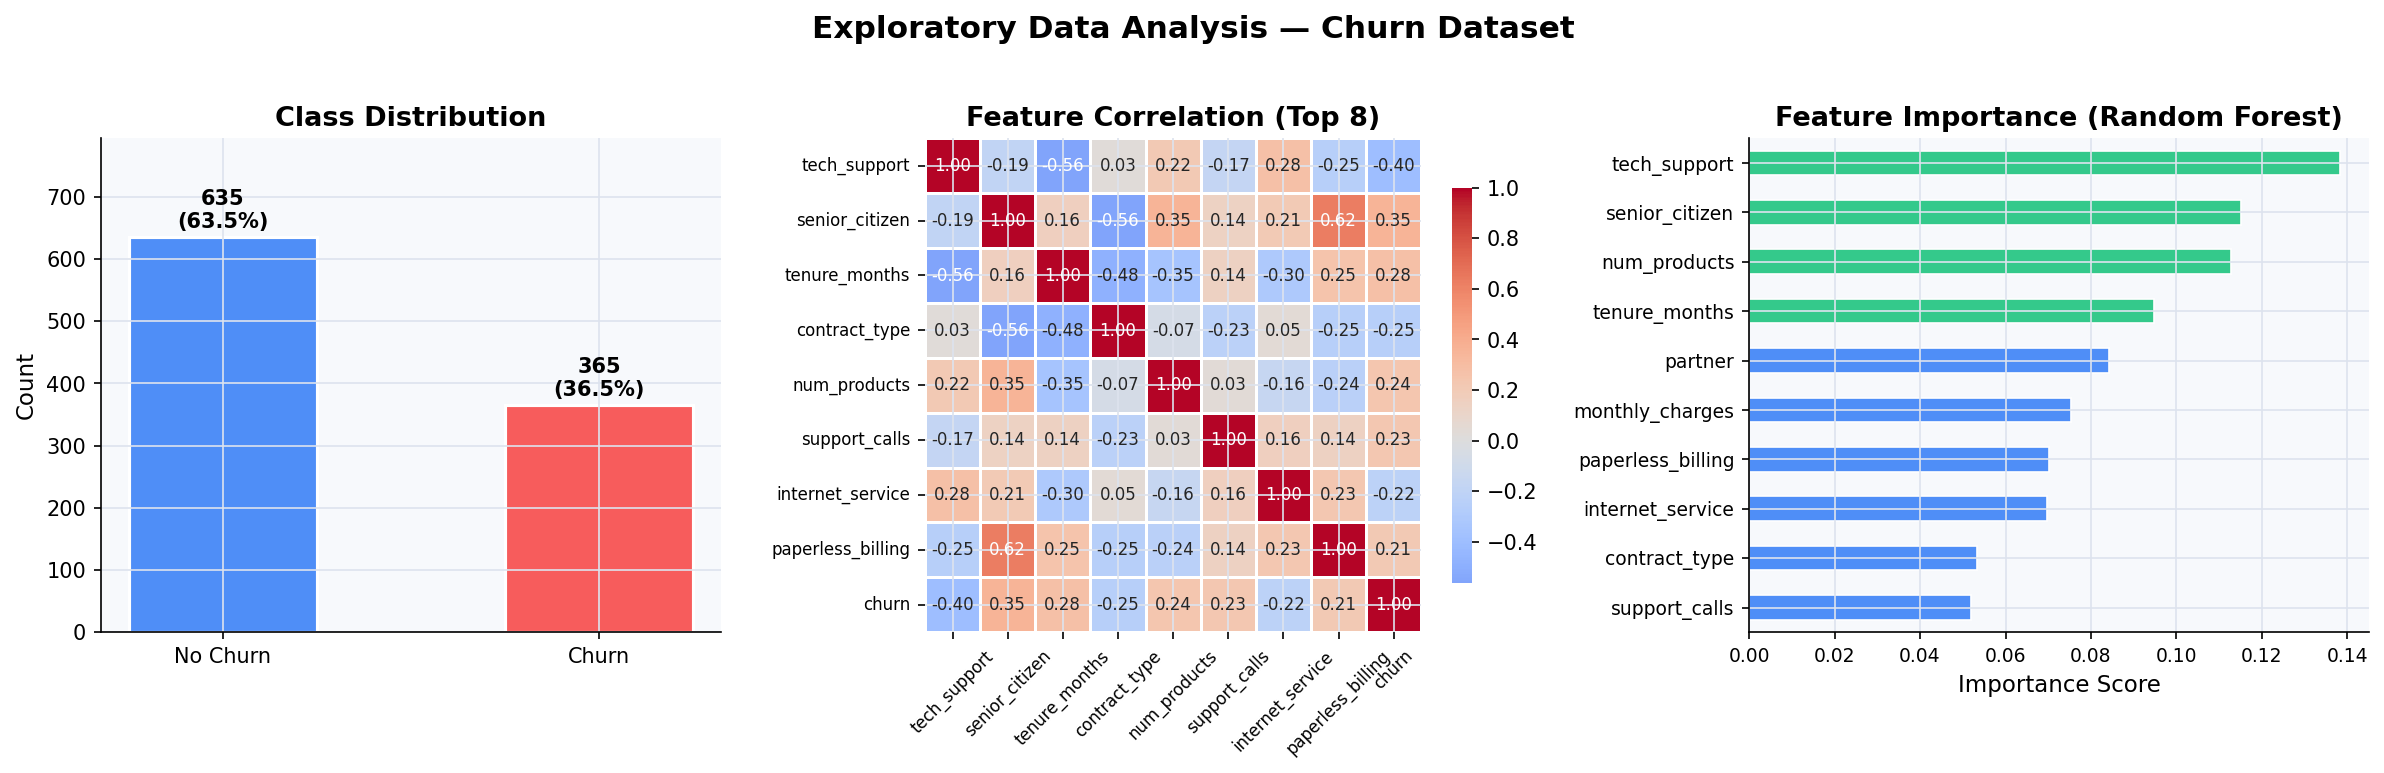 Exploratory Data Analysis — Churn Dataset
Class Distribution
Count
700
600
500
400
300
200
100
0
635
(63.5%)
365
(36.5%)
No Churn
Churn
Feature Correlation (Top 8)
tech_support 1.00 -0.19 -0.56 0.03 0.22 -0.17 0.28 -0.25 -0.40
senior_citizen -0.19 1.00 0.16 -0.56 0.35 0.14 0.21 0.62 0.35
tenure_months -0.56 0.16 1.00 -0.48 -0.35 0.14 -0.30 0.25 0.28
contract_type 0.03 -0.56 -0.48 1.00 -0.07 -0.23 0.05 -0.25 -0.25
num_products 0.22 0.35 -0.35 -0.07 1.00 0.03 -0.16 -0.24 0.24
support_calls -0.17 0.14 0.14 -0.23 0.03 1.00 0.16 0.14 0.23
internet_service 0.28 0.21 -0.30 0.05 -0.16 0.16 1.00 0.23 -0.22
paperless_billing -0.25 0.62 0.25 -0.25 -0.24 0.14 0.23 1.00 0.21
churn -0.40 0.35 0.28 -0.25 0.24 0.23 -0.22 0.21 1.00
tech_support
senior_citizen
tenure_months
contract_type
num_products
support_calls
internet_service
paperless_billing
churn
1.0
0.8
0.6
0.4
0.2
0.0
−0.2
−0.4
Feature Importance (Random Forest)
tech_support
senior_citizen
num_products
tenure_months
partner
monthly_charges
paperless_billing
internet_service
contract_type
support_calls
0.00 0.02 0.04 0.06 0.08 0.10 0.12 0.14
Importance Score